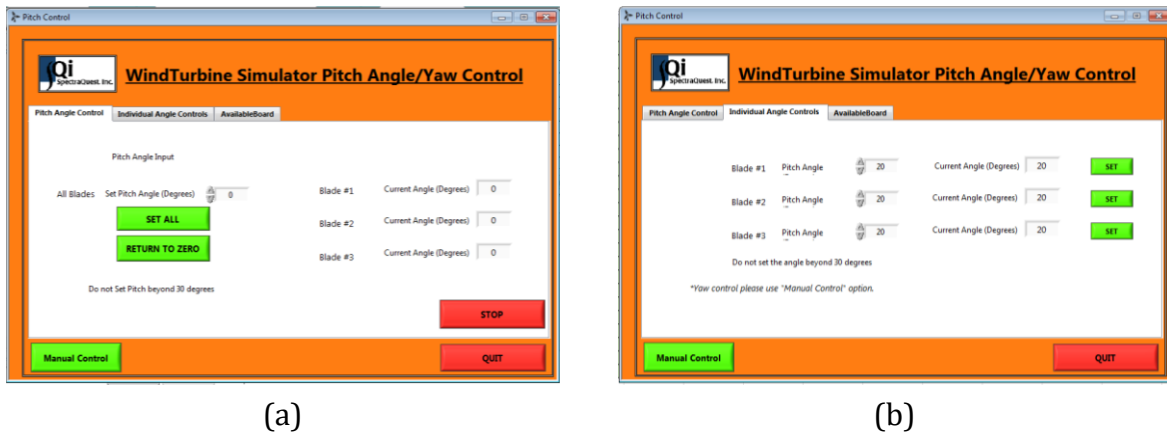 Pitch Control
Qi
SpectraQuest, Inc.
WindTurbine Simulator Pitch Angle/Yaw Control
Pitch Angle Control Individual Angle Controls AvailableBoard
Pitch Angle Input
All Blades Set Pitch Angle (Degrees) 0
SET ALL
RETURN TO ZERO
Blade #1 Current Angle (Degrees) 0
Blade #2 Current Angle (Degrees) 0
Blade #3 Current Angle (Degrees) 0
Do not Set Pitch beyond 30 degrees
STOP
Manual Control QUIT
(a)
Pitch Control
Qi
SpectraQuest, Inc.
WindTurbine Simulator Pitch Angle/Yaw Control
Pitch Angle Control Individual Angle Controls AvailableBoard
Blade #1 Pitch Angle 20 Current Angle (Degrees) 20 SET
Blade #2 Pitch Angle 20 Current Angle (Degrees) 20 SET
Blade #3 Pitch Angle 20 Current Angle (Degrees) 20 SET
Do not set the angle beyond 30 degrees
*Yaw control please use "Manual Control" option.
Manual Control QUIT
(b)